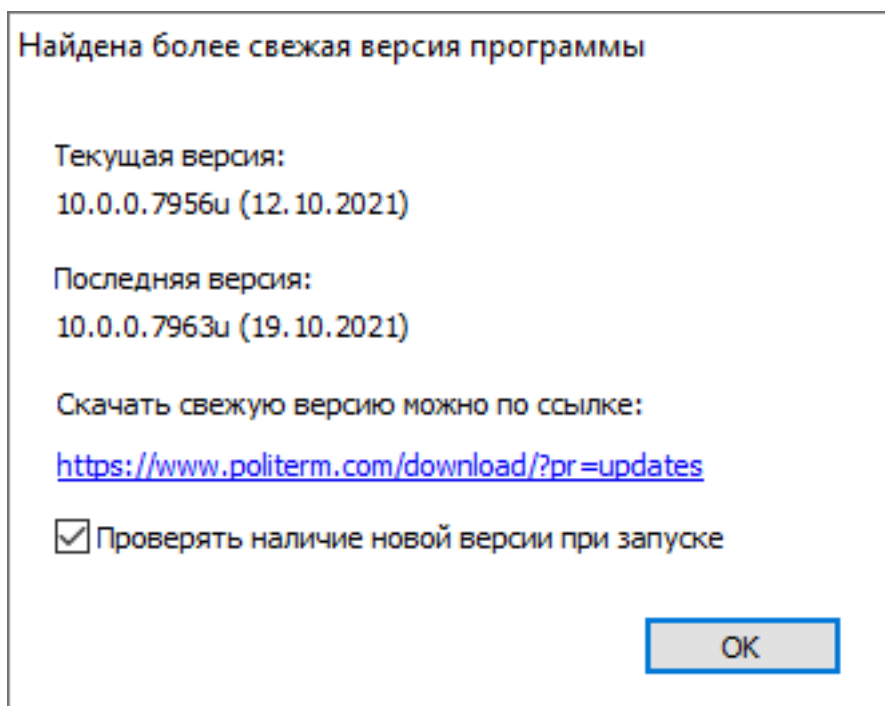 Найдена более свежая версия программы
Текущая версия:
10.0.0.7956u (12.10.2021)
Последняя версия:
10.0.0.7963u (19.10.2021)
Скачать свежую версию можно по ссылке:
https://www.politerm.com/download/?pr=updates
Проверять наличие новой версии при запуске
ОК